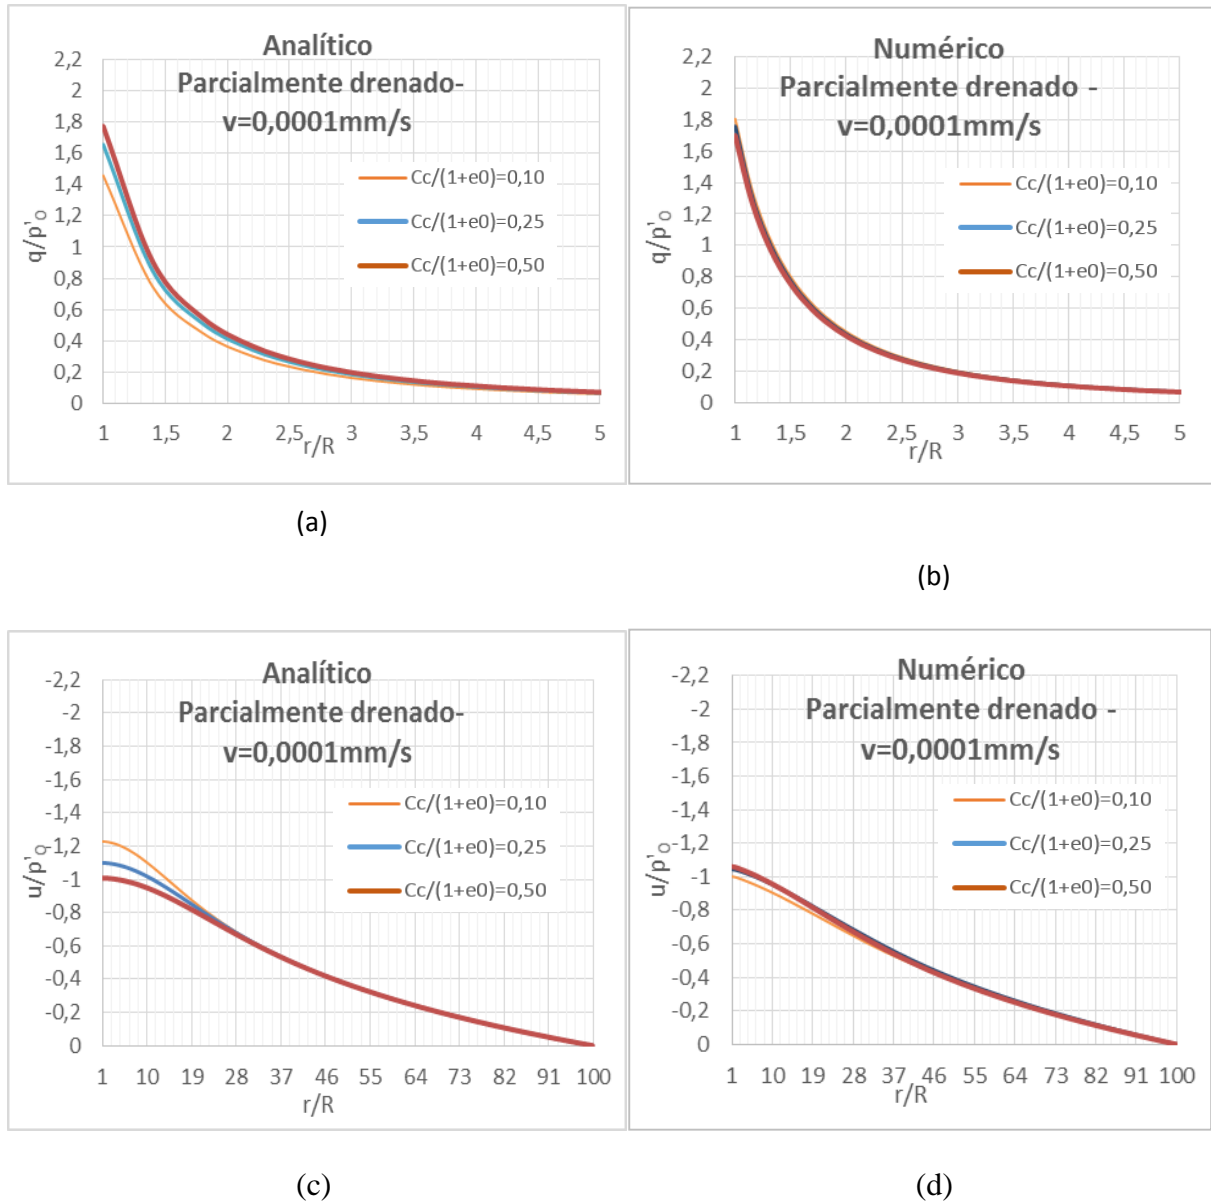 Analítico
Parcialmente drenado-
v=0,0001mm/s
2,2
2
1,8
1,6
1,4
1,2
1
0,8
0,6
0,4
0,2
0
q/p'o
Cc/(1+e0)=0,10
Cc/(1+e0)=0,25
Cc/(1+e0)=0,50
1 1,5 2 2,5 3 3,5 4 4,5 5
r/R
(a)
Numérico
Parcialmente drenado -
v=0,0001mm/s
2,2
2
1,8
1,6
1,4
1,2
1
0,8
0,6
0,4
0,2
0
q/p'o
Cc/(1+e0)=0,10
Cc/(1+e0)=0,25
Cc/(1+e0)=0,50
1 1,5 2 2,5 3 3,5 4 4,5 5
r/R
(b)
Analítico
Parcialmente drenado-
v=0,0001mm/s
-2,2
-2
-1,8
-1,6
-1,4
-1,2
-1
-0,8
-0,6
-0,4
-0,2
0
u/p'o
Cc/(1+e0)=0,10
Cc/(1+e0)=0,25
Cc/(1+e0)=0,50
1 10 19 28 37 46 55 64 73 82 91 100
r/R
(c)
Numérico
Parcialmente drenado -
v=0,0001mm/s
-2,2
-2
-1,8
-1,6
-1,4
-1,2
-1
-0,8
-0,6
-0,4
-0,2
0
u/p'o
Cc/(1+e0)=0,10
Cc/(1+e0)=0,25
Cc/(1+e0)=0,50
1 10 19 28 37 46 55 64 73 82 91 100
r/R
(d)